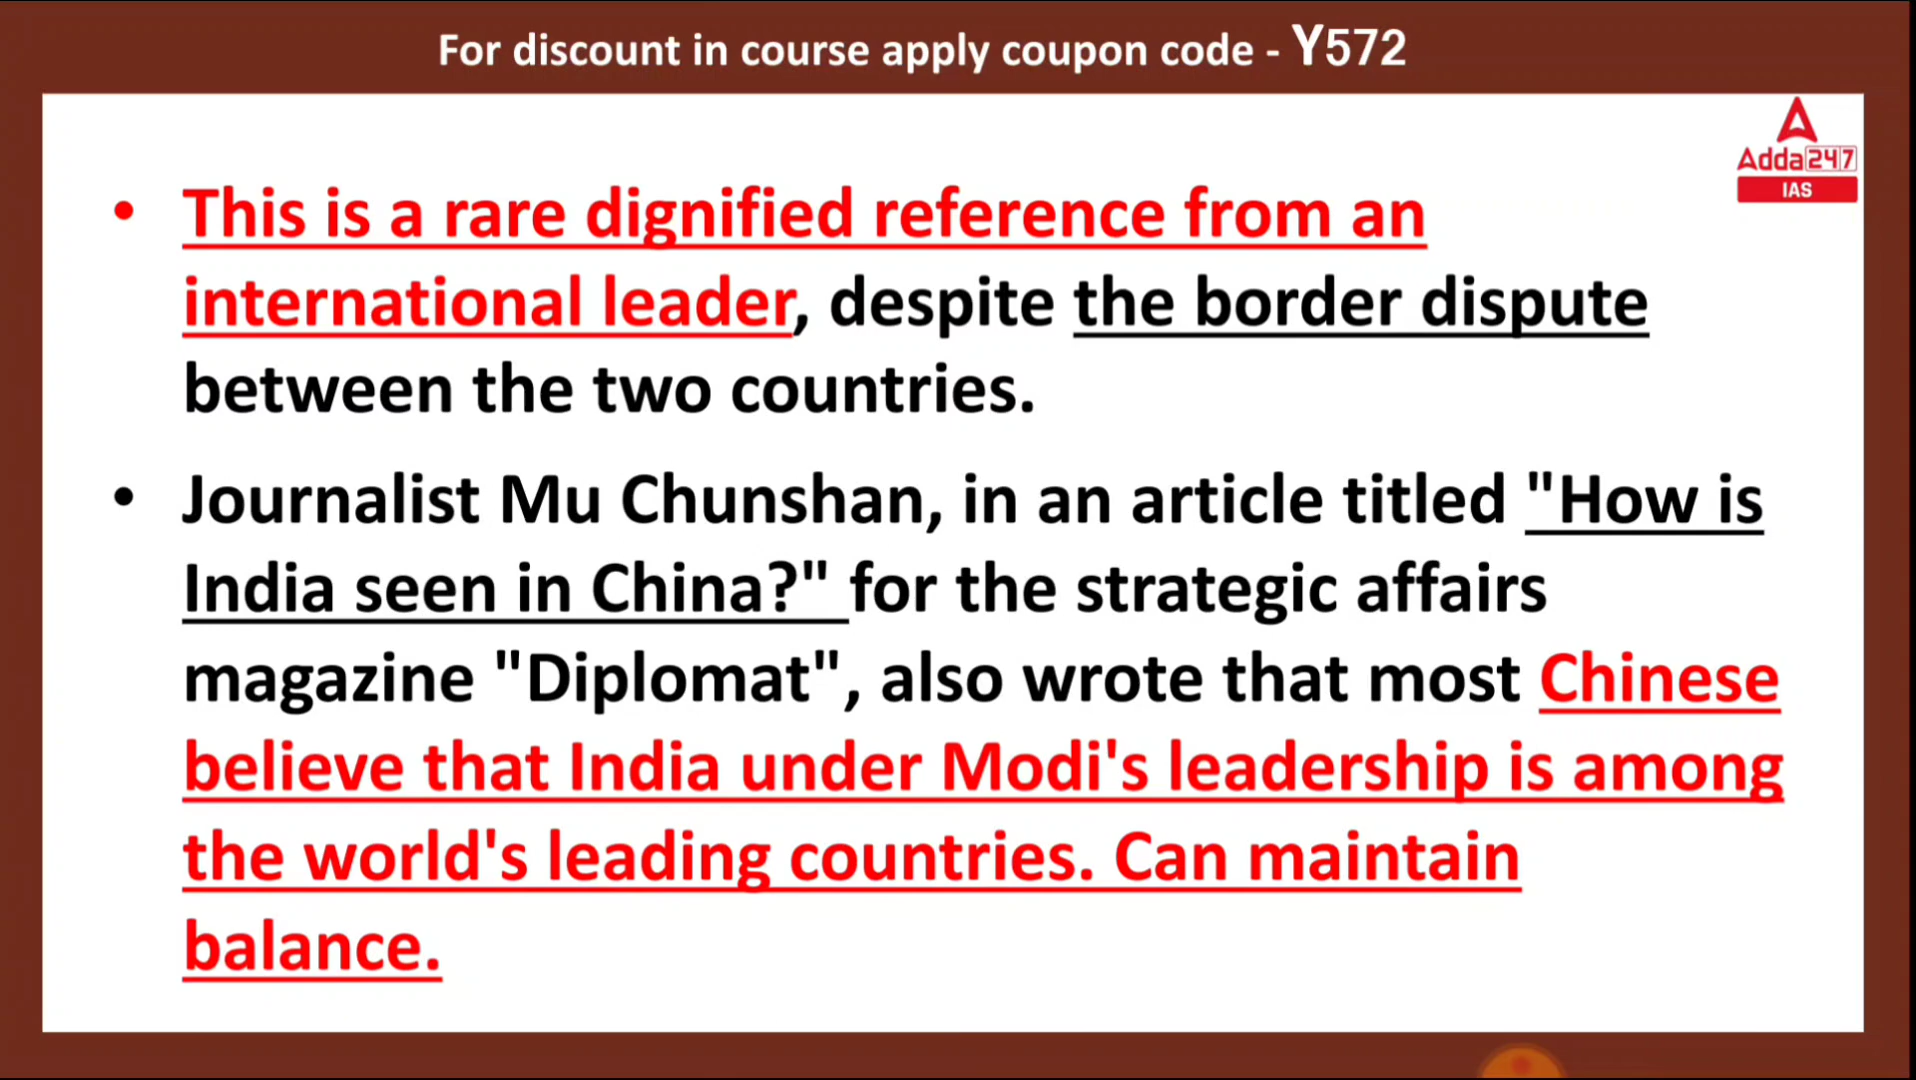 For discount in course apply coupon code - Y572
Adda247
IAS
• This is a rare dignified reference from an
international leader, despite the border dispute
between the two countries.
• Journalist Mu Chunshan, in an article titled "How is
India seen in China?" for the strategic affairs
magazine "Diplomat", also wrote that most Chinese
believe that India under Modi's leadership is among
the world's leading countries. Can maintain
balance.